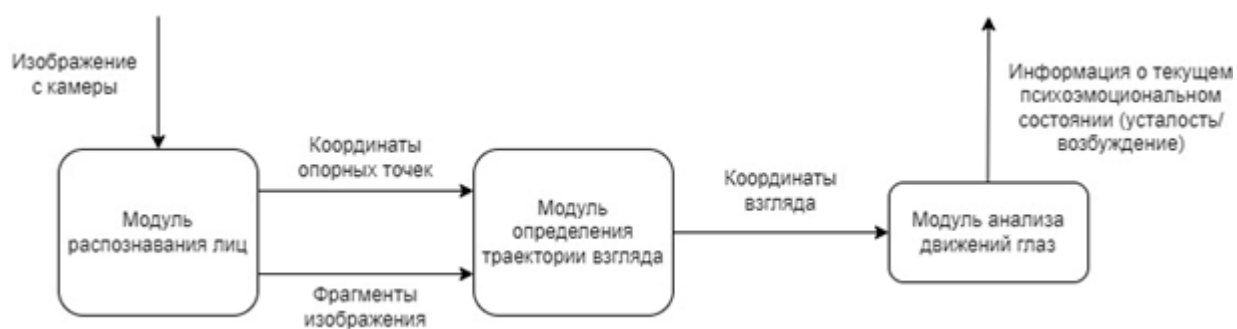 Изображение
с камеры
Модуль
распознавания лиц
Координаты
опорных точек
Фрагменты
изображения
Модуль
определения
траектории взгляда
Координаты
взгляда
Модуль анализа
движений глаз
Информация о текущем
психоэмоциональном
состоянии (усталость/
возбуждение)